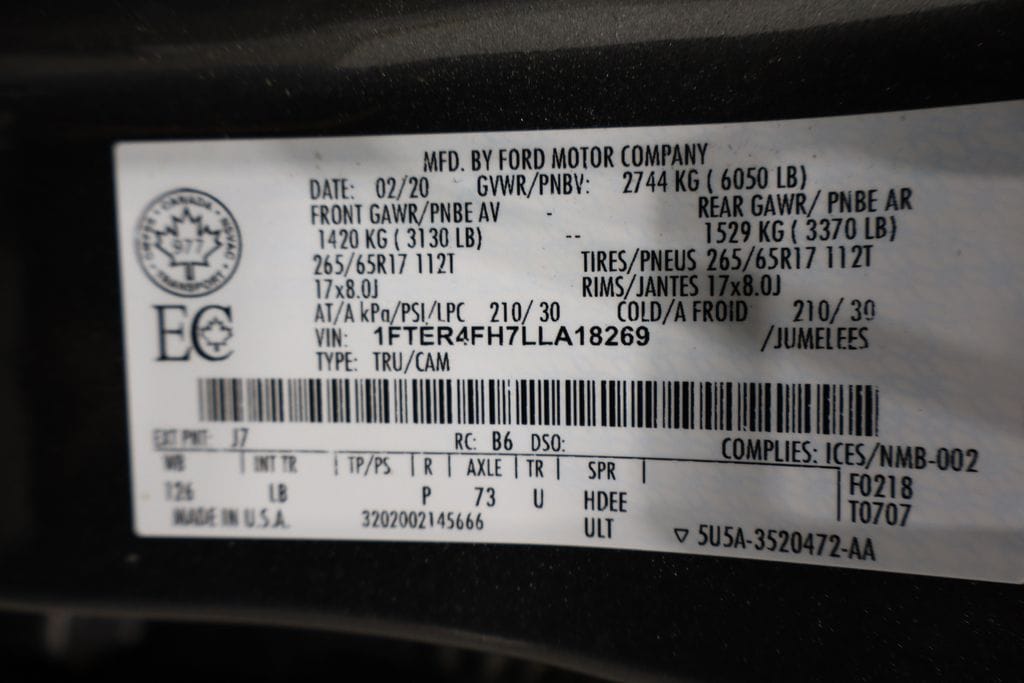 MFD. BY FORD MOTOR COMPANY
DATE: 02/20 GVWR/PNBV: 2744 KG ( 6050 LB)
FRONT GAWR/PNBE AV - REAR GAWR/ PNBE AR
1420 KG ( 3130 LB) -- 1529 KG ( 3370 LB)
265/65R17 112T TIRES/PNEUS 265/65R17 112T
17x8.0J RIMS/JANTES 17x8.0J
AT/A kPa/PSI/LPC 210/ 30 COLD/A FROID 210/ 30
VIN: 1FTER4FH7LLA18269 /JUMELEES
TYPE: TRU/CAM
CANADA
977
TRANSPORT
EC
EXT PNT: J7 RC: B6 DSO: COMPLIES: ICES/NMB-002
WB INT TR TP/PS R AXLE TR SPR F0218
126 LB P 73 U HDEE T0707
MADE IN U.S.A. 3202002145666 ULT ▽ 5U5A-3520472-AA